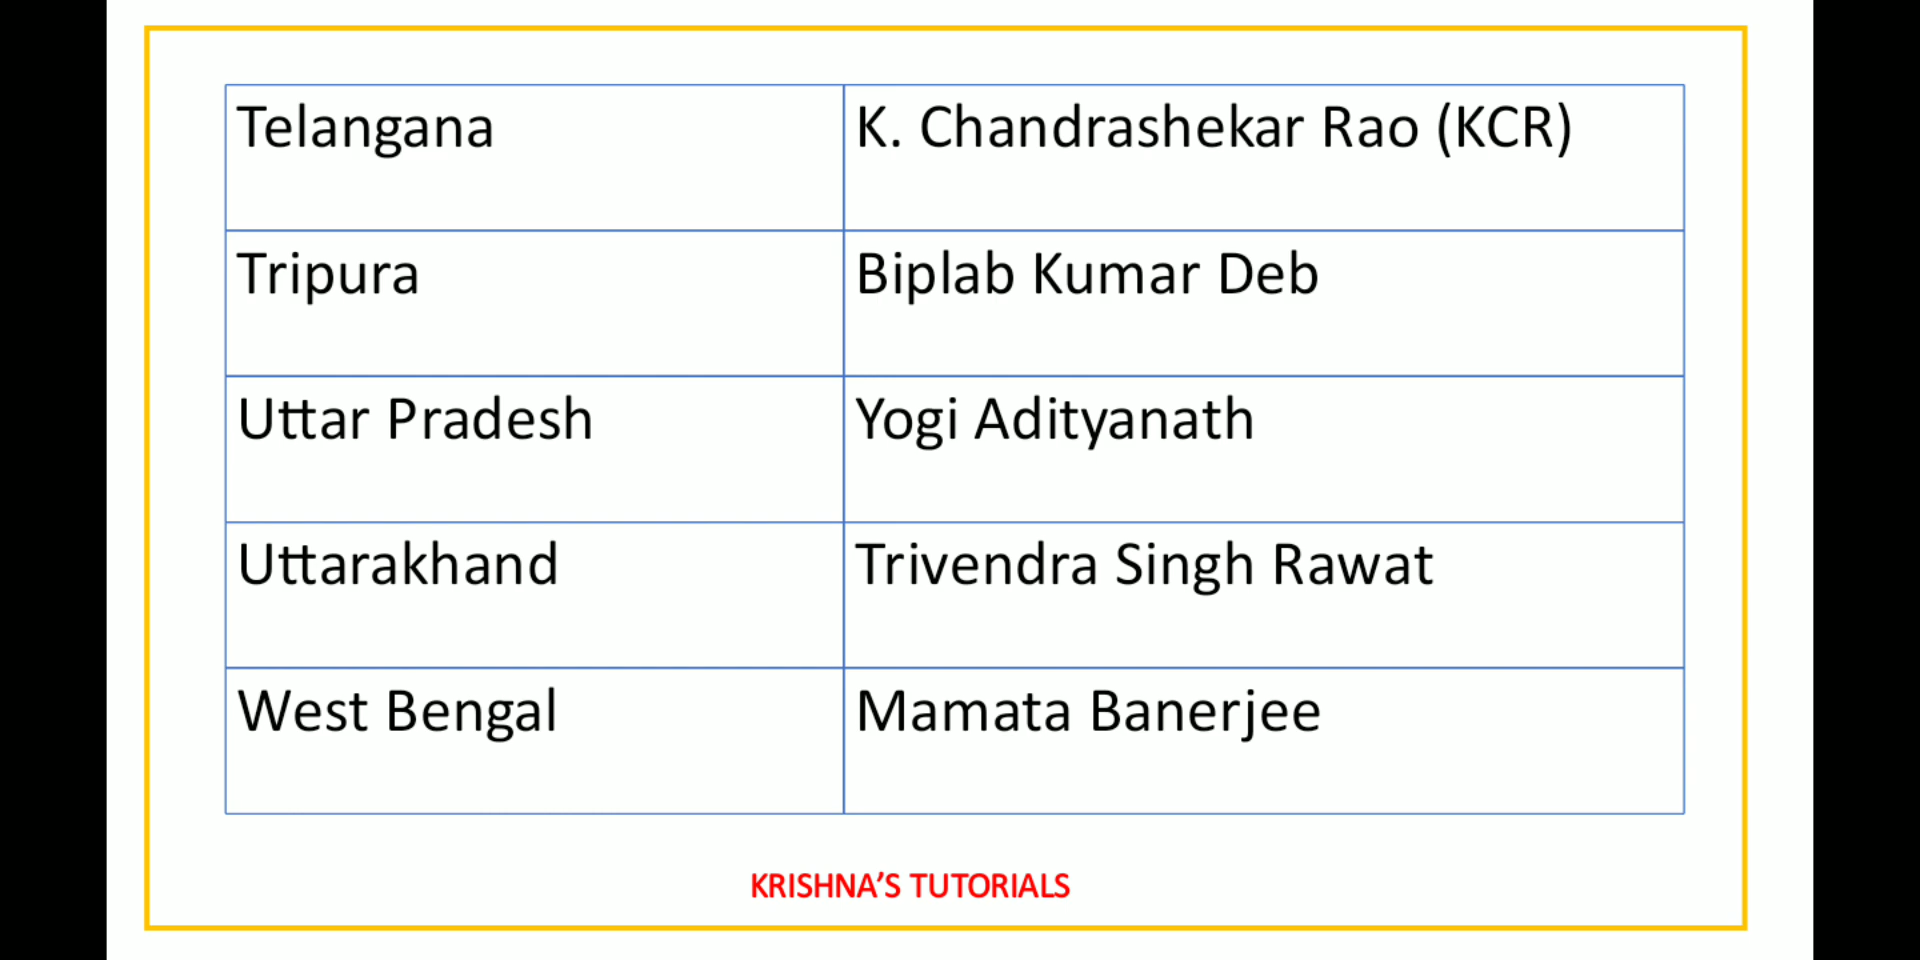 Telangana K. Chandrashekar Rao (KCR)
Tripura Biplab Kumar Deb
Uttar Pradesh Yogi Adityanath
Uttarakhand Trivendra Singh Rawat
West Bengal Mamata Banerjee
KRISHNA’S TUTORIALS